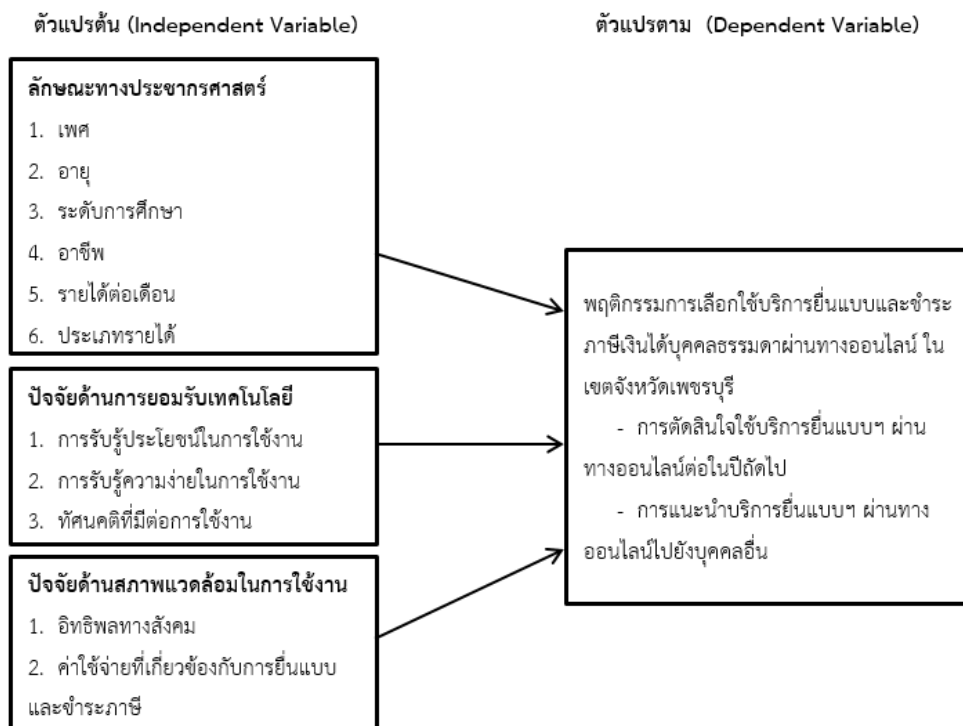 ตัวแปรต้น (Independent Variable)
ตัวแปรตาม (Dependent Variable)
ลักษณะทางประชากรศาสตร์
1. เพศ
2. อายุ
3. ระดับการศึกษา
4. อาชีพ
5. รายได้ต่อเดือน
6. ประเภทรายได้
ปัจจัยด้านการยอมรับเทคโนโลยี
1. การรับรู้ประโยชน์ในการใช้งาน
2. การรับรู้ความง่ายในการใช้งาน
3. ทัศนคติที่มีต่อการใช้งาน
ปัจจัยด้านสภาพแวดล้อมในการใช้งาน
1. อิทธิพลทางสังคม
2. ค่าใช้จ่ายที่เกี่ยวข้องกับการยื่นแบบ
และชำระภาษี
พฤติกรรมการเลือกใช้บริการยื่นแบบและชำระ
ภาษีเงินได้บุคคลธรรมดาผ่านทางออนไลน์ ใน
เขตจังหวัดเพชรบุรี
- การตัดสินใจใช้บริการยื่นแบบฯ ผ่าน
ทางออนไลน์ต่อในปีถัดไป
- การแนะนำบริการยื่นแบบฯ ผ่านทาง
ออนไลน์ไปยังบุคคลอื่น